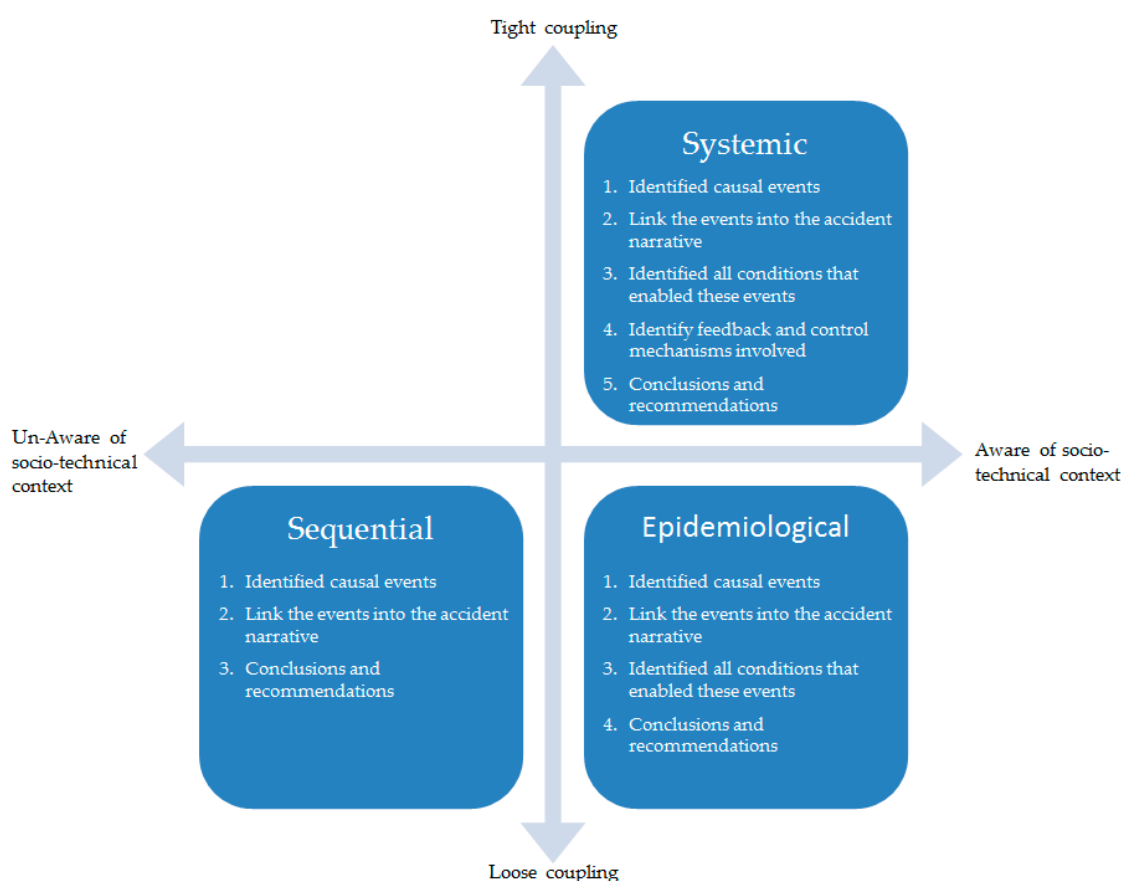 Tight coupling
Systemic
1. Identified causal events
2. Link the events into the accident
narrative
3. Identified all conditions that
enabled these events
4. Identify feedback and control
mechanisms involved
5. Conclusions and
recommendations
Un-Aware of
socio-technical
context
Aware of socio-
technical context
Sequential
1. Identified causal events
2. Link the events into the accident
narrative
3. Conclusions and
recommendations
Epidemiological
1. Identified causal events
2. Link the events into the accident
narrative
3. Identified all conditions that
enabled these events
4. Conclusions and
recommendations
Loose coupling